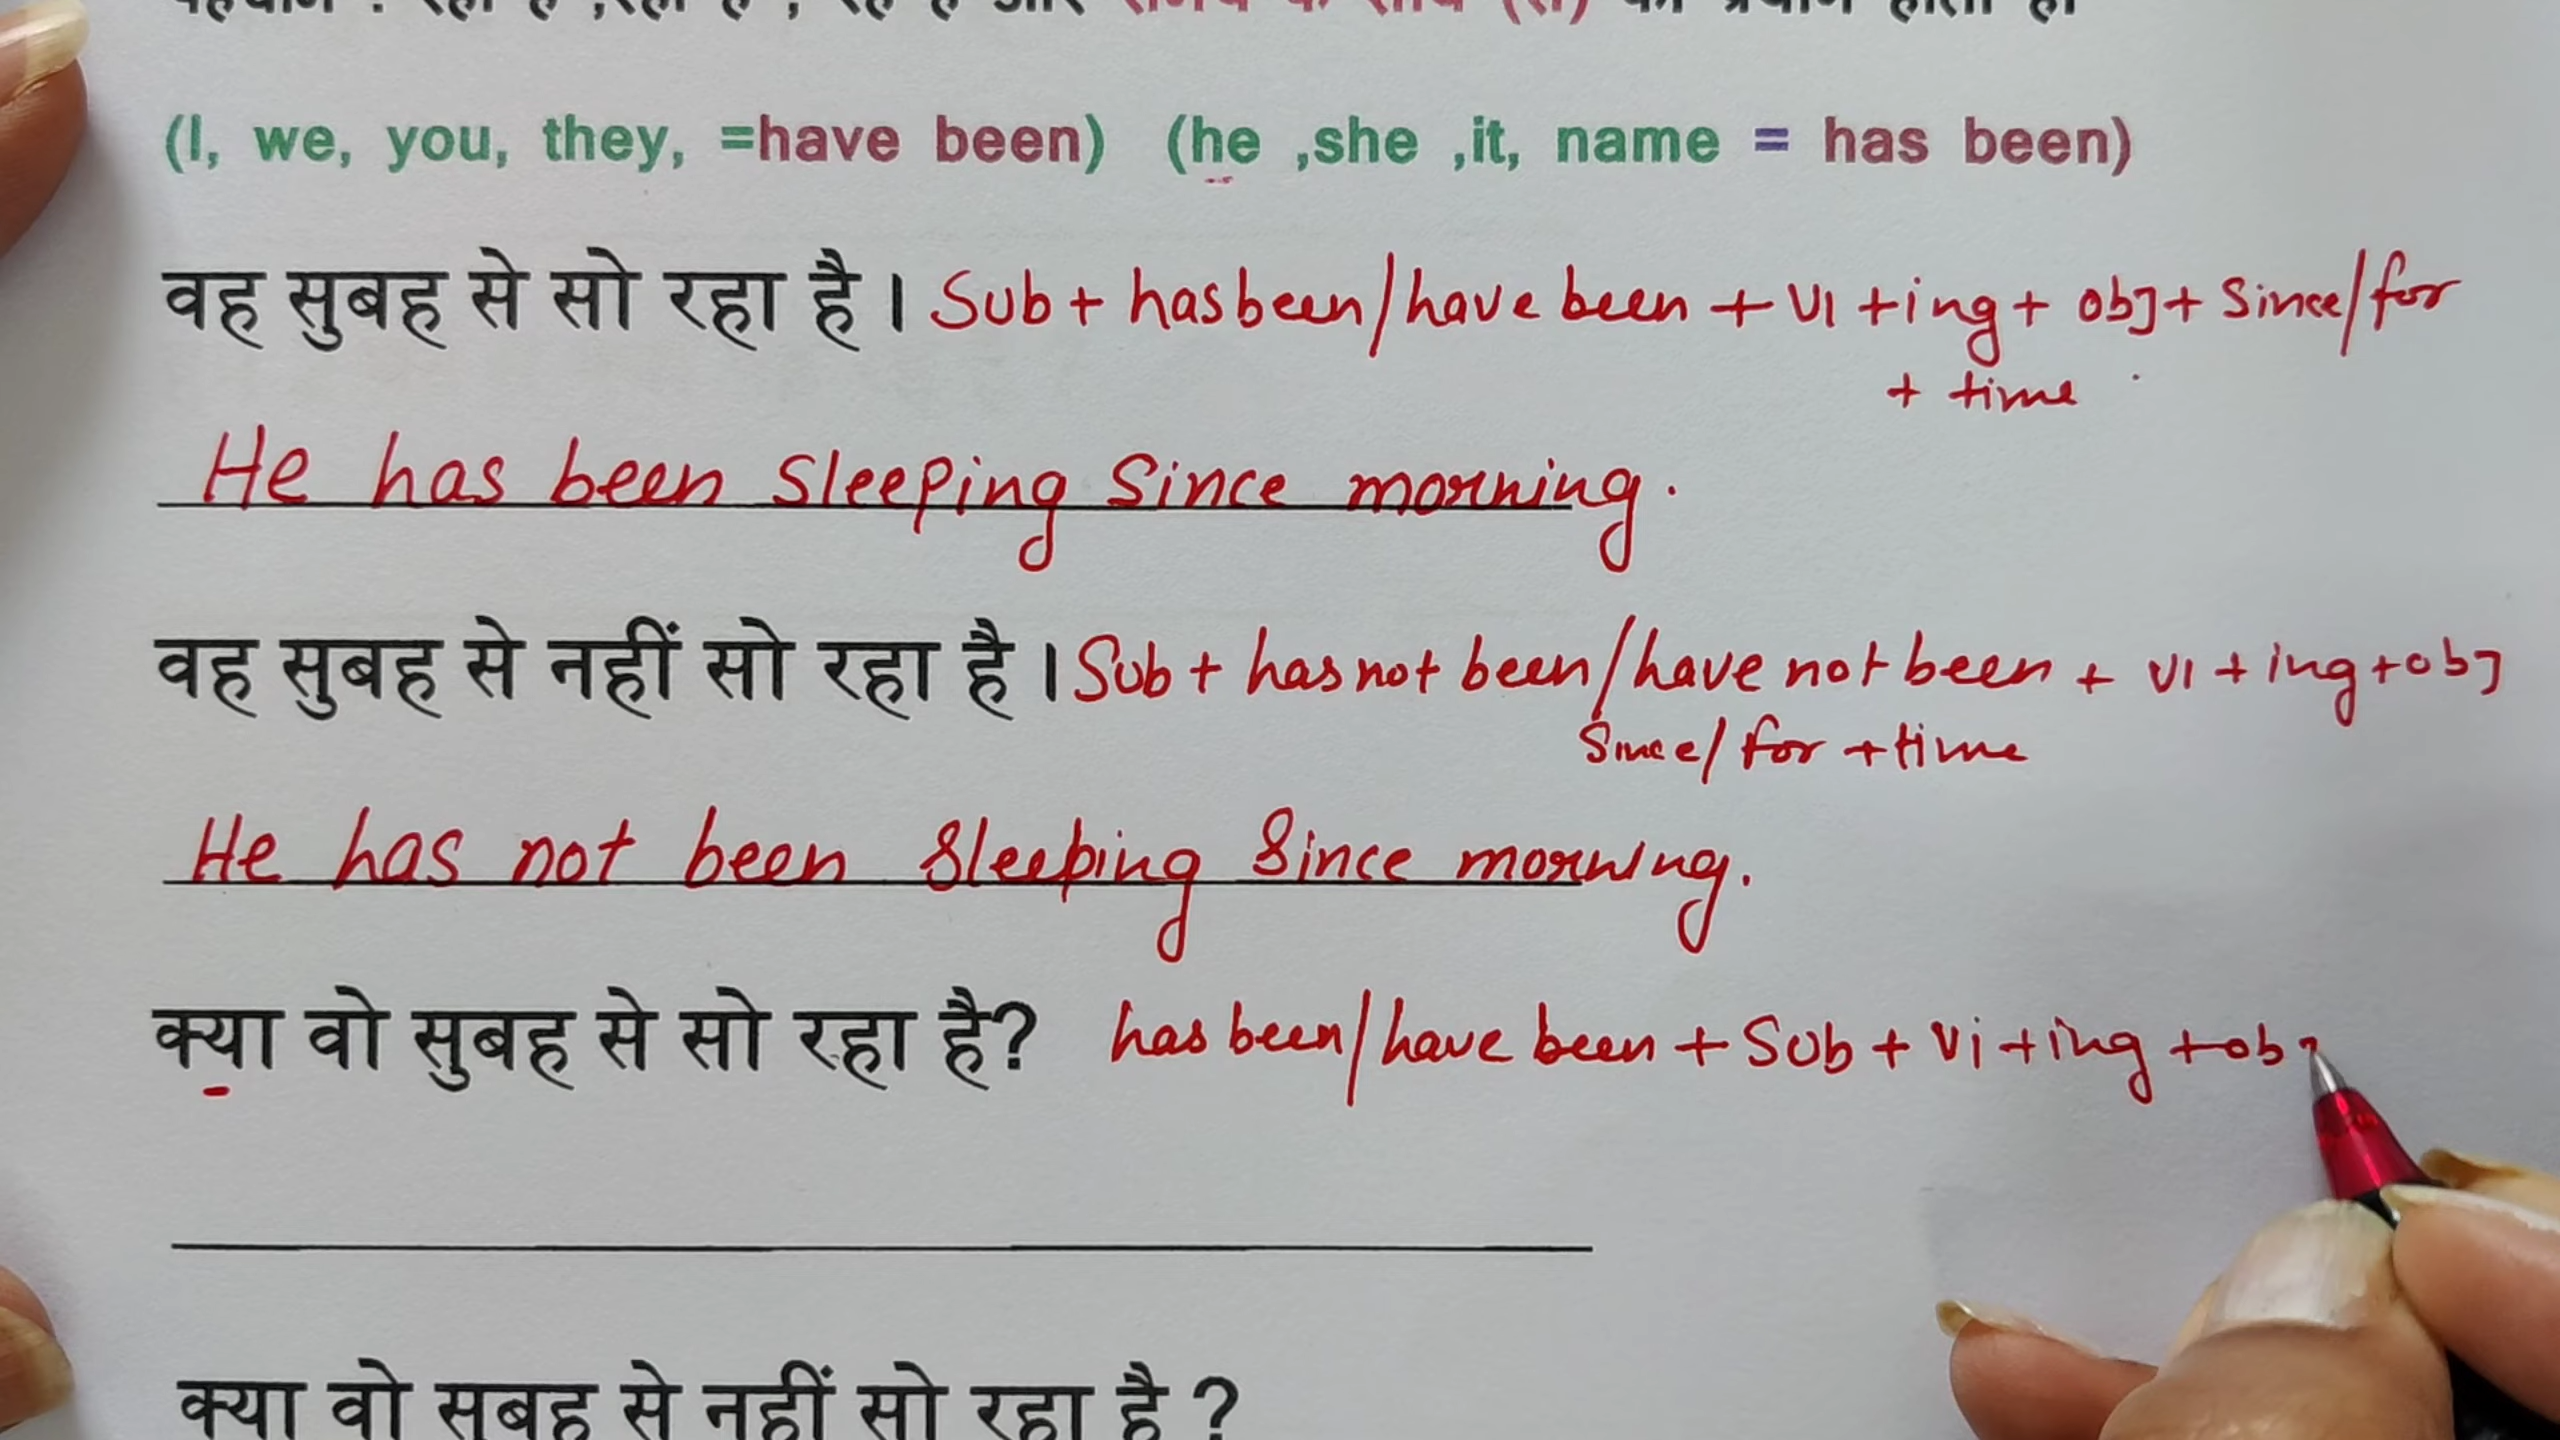 (I, we, you, they, =have been) (he ,she ,it, name = has been)
वह सुबह से सो रहा है। Sub + has been/have been + V1 + ing + obj + Since/for
+ time
He has been Sleeping Since morning.
वह सुबह से नहीं सो रहा है। Sub + has not been/have not been + V1 + ing + obj
Since/for + time
He has not been Sleeping Since morning.
क्या वो सुबह से सो रहा है? has been/have been + Sub + Vi + ing + ob
क्या वो सुबह से नहीं सो रहा है ?